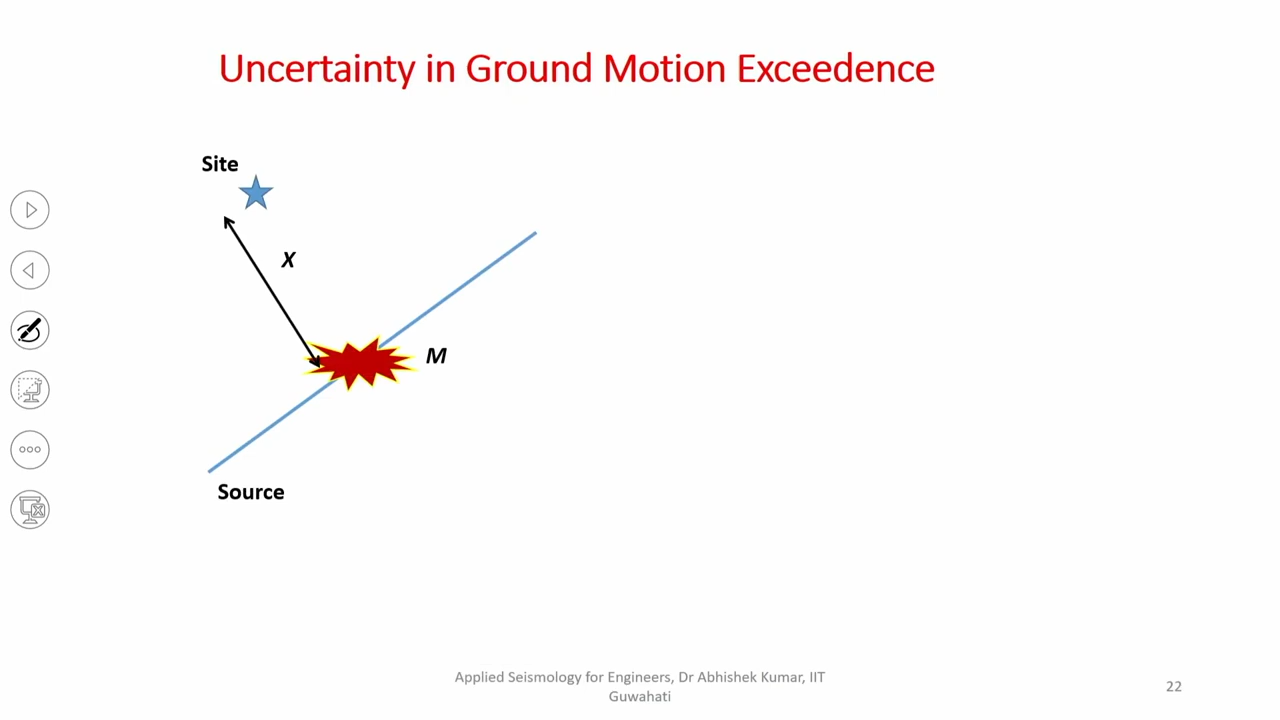 Uncertainty in Ground Motion Exceedence
Site
X
M
Source
Applied Seismology for Engineers, Dr Abhishek Kumar, IIT
Guwahati
22